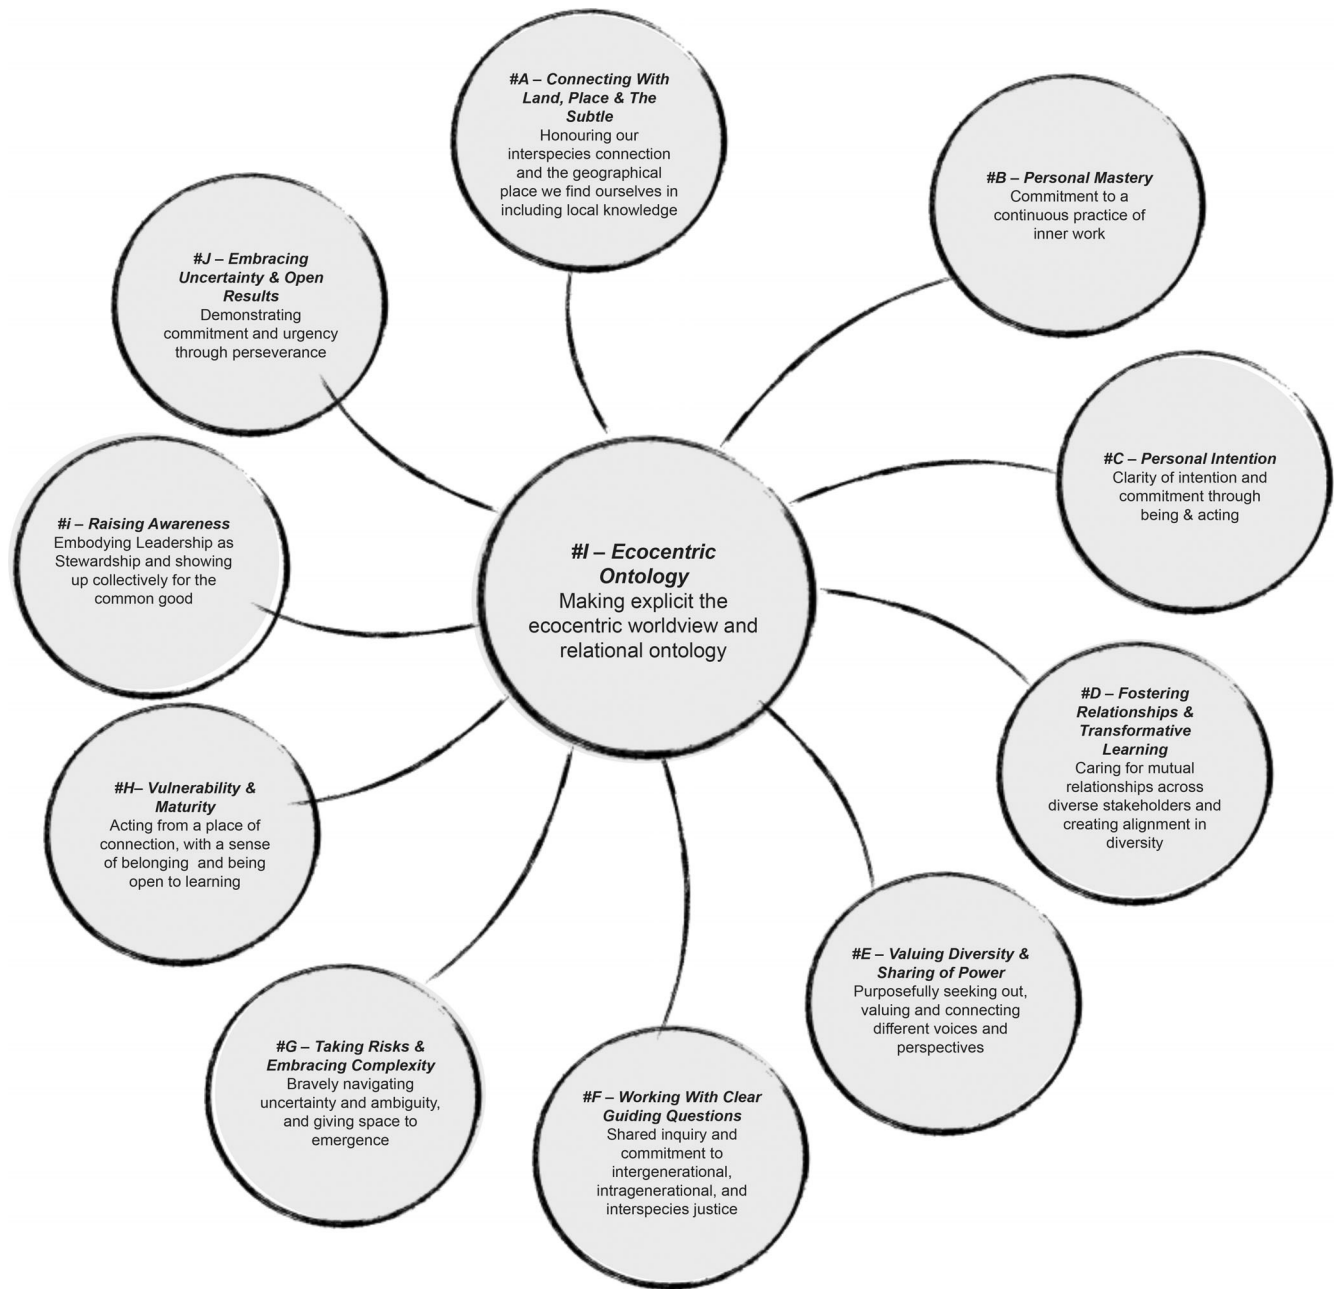 #A – Connecting With
Land, Place & The
Subtle
Honouring our
interspecies connection
and the geographical
place we find ourselves in
including local knowledge
#B – Personal Mastery
Commitment to a
continuous practice of
inner work
#C – Personal Intention
Clarity of intention and
commitment through
being & acting
#D – Fostering
Relationships &
Transformative
Learning
Caring for mutual
relationships across
diverse stakeholders and
creating alignment in
diversity
#E – Valuing Diversity &
Sharing of Power
Purposefully seeking out,
valuing and connecting
different voices and
perspectives
#F – Working With Clear
Guiding Questions
Shared inquiry and
commitment to
intergenerational,
intragenerational, and
interspecies justice
#G – Taking Risks &
Embracing Complexity
Bravely navigating
uncertainty and ambiguity,
and giving space to
emergence
#H– Vulnerability &
Maturity
Acting from a place of
connection, with a sense
of belonging and being
open to learning
#i – Raising Awareness
Embodying Leadership as
Stewardship and showing
up collectively for the
common good
#J – Embracing
Uncertainty & Open
Results
Demonstrating
commitment and urgency
through perseverance
#I – Ecocentric
Ontology
Making explicit the
ecocentric worldview and
relational ontology